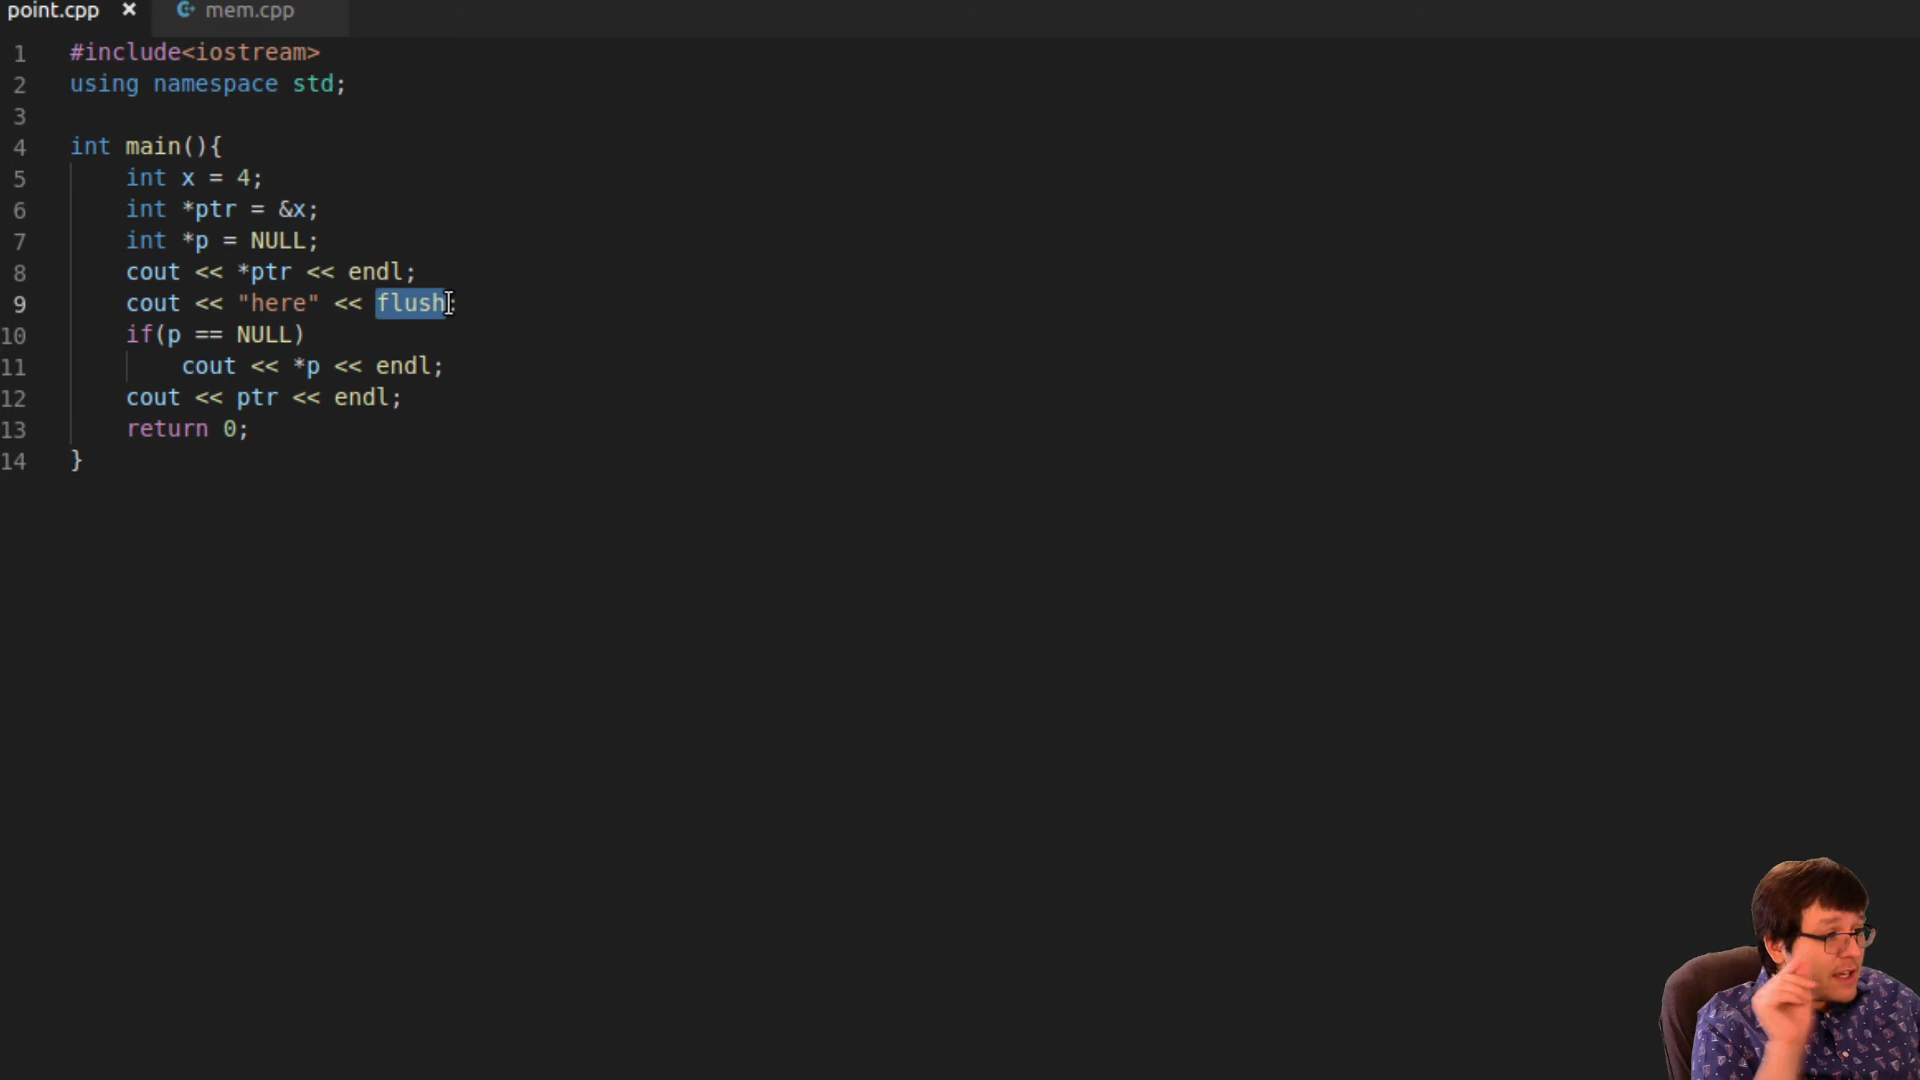 point.cpp × mem.cpp
1 #include<iostream>
2 using namespace std;
3
4 int main(){
5 int x = 4;
6 int *ptr = &x;
7 int *p = NULL;
8 cout << *ptr << endl;
9 cout << "here" << flush;
10 if(p == NULL)
11 cout << *p << endl;
12 cout << ptr << endl;
13 return 0;
14 }